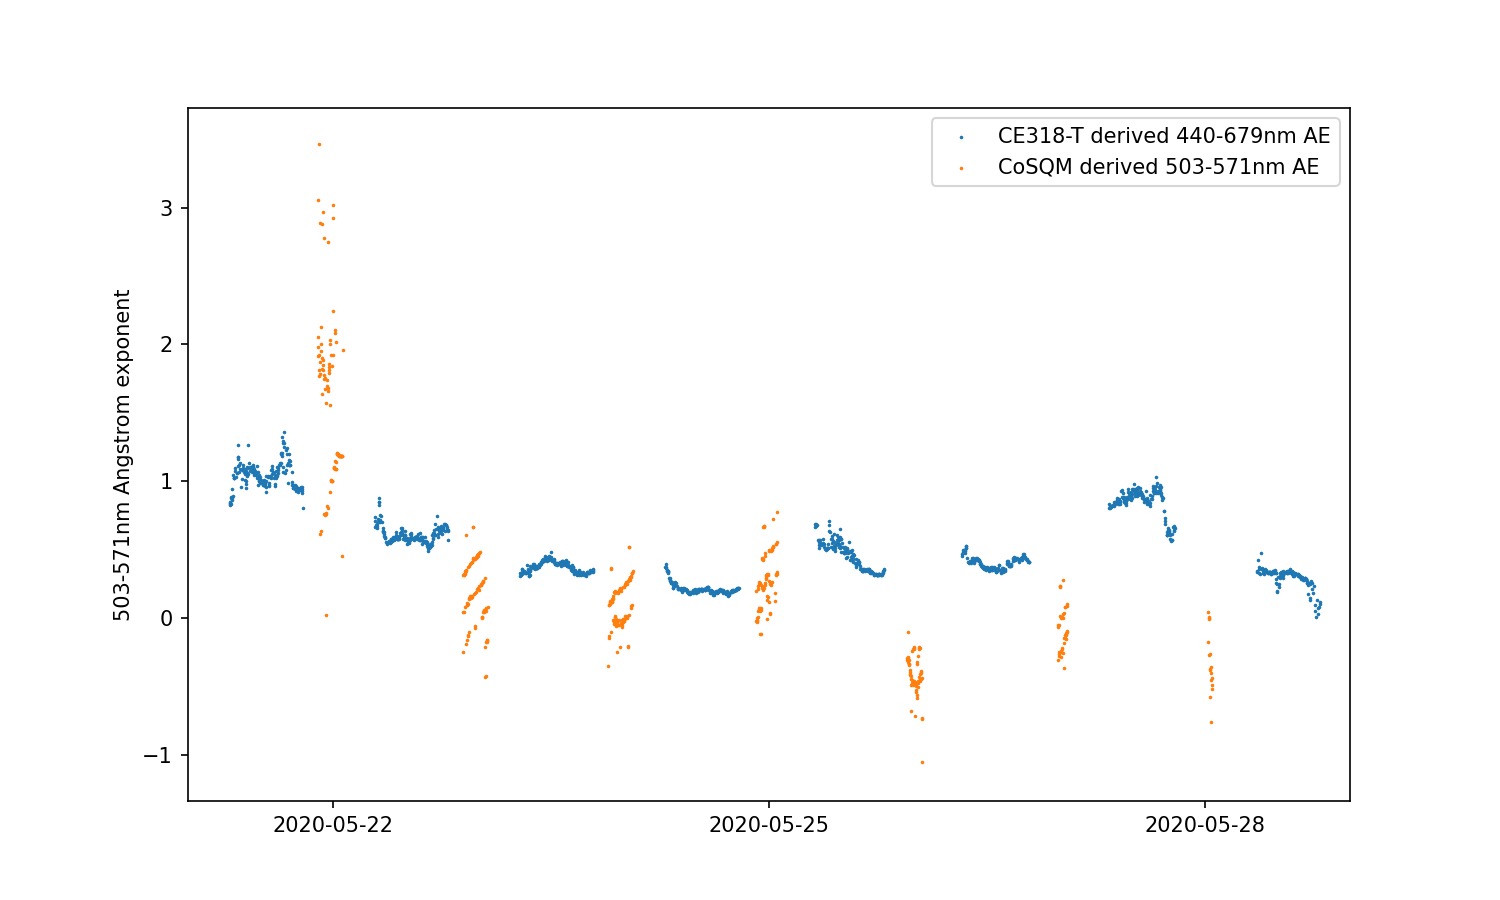 CE318-T derived 440-679nm AE
CoSQM derived 503-571nm AE
503-571nm Angstrom exponent
3
2
1
0
−1
2020-05-22
2020-05-25
2020-05-28